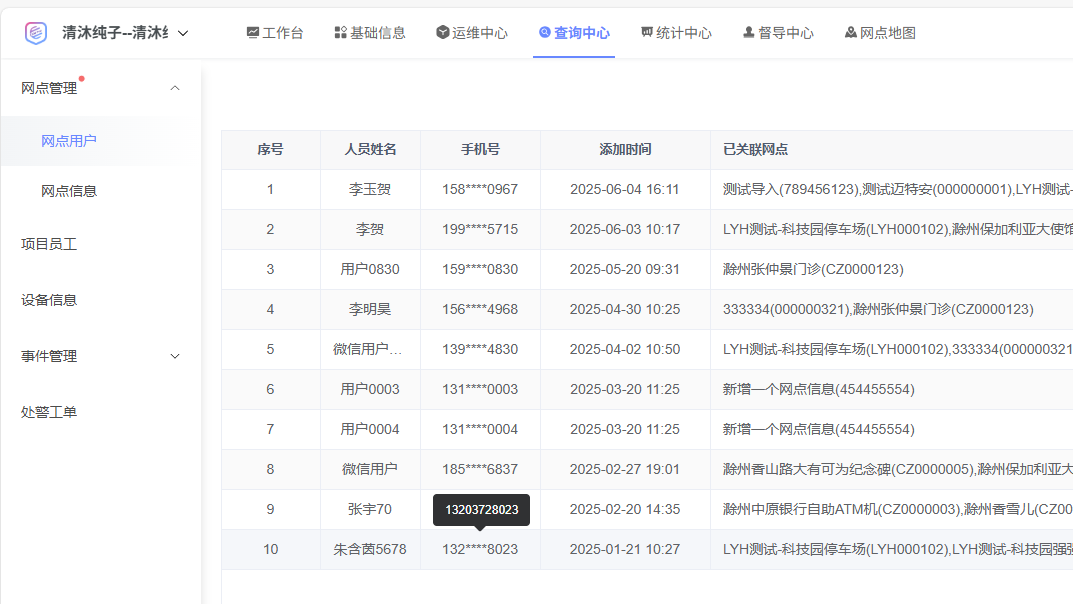 清沐纯子--清沐纟 工作台 基础信息 运维中心 查询中心 统计中心 督导中心 网点地图
网点管理
网点用户
网点信息
项目员工
设备信息
事件管理
处警工单
序号 人员姓名 手机号 添加时间 已关联网点
1 李玉贺 158****0967 2025-06-04 16:11 测试导入(789456123),测试迈特安(000000001),LYH测试-
2 李贺 199****5715 2025-06-03 10:17 LYH测试-科技园停车场(LYH000102),滁州保加利亚大使馆
3 用户0830 159****0830 2025-05-20 09:31 滁州张仲景门诊(CZ0000123)
4 李明昊 156****4968 2025-04-30 10:25 333334(000000321),滁州张仲景门诊(CZ0000123)
5 微信用户... 139****4830 2025-04-02 10:50 LYH测试-科技园停车场(LYH000102),333334(000000321
6 用户0003 131****0003 2025-03-20 11:25 新增一个网点信息(454455554)
7 用户0004 131****0004 2025-03-20 11:25 新增一个网点信息(454455554)
8 微信用户 185****6837 2025-02-27 19:01 滁州香山路大有可为纪念碑(CZ0000005),滁州保加利亚大
9 张宇70 13203728023 2025-02-20 14:35 滁州中原银行自助ATM机(CZ0000003),滁州香雪儿(CZ00
10 朱含茵5678 132****8023 2025-01-21 10:27 LYH测试-科技园停车场(LYH000102),LYH测试-科技园强强